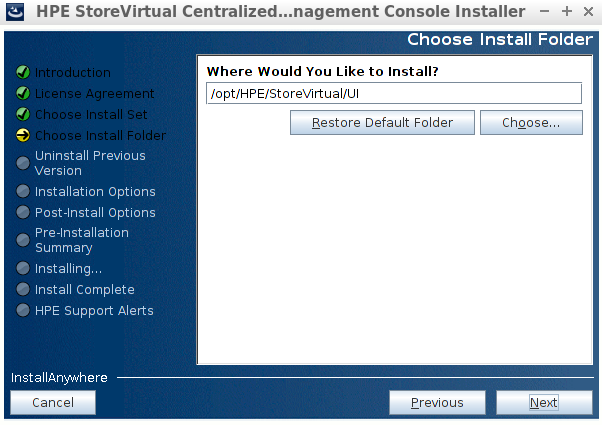 HPE StoreVirtual Centralized...nagement Console Installer
Choose Install Folder
Introduction
License Agreement
Choose Install Set
Choose Install Folder
Uninstall Previous
Version
Installation Options
Post-Install Options
Pre-Installation
Summary
Installing...
Install Complete
HPE Support Alerts
Where Would You Like to Install?
/opt/HPE/StoreVirtual/UI
Restore Default Folder
Choose...
InstallAnywhere
Cancel
Previous
Next